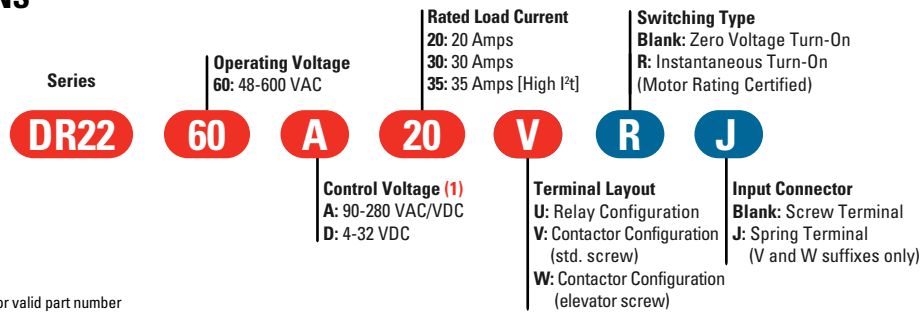 Series
Operating Voltage
60: 48-600 VAC
Rated Load Current
20: 20 Amps
30: 30 Amps
35: 35 Amps [High I²t]
Switching Type
Blank: Zero Voltage Turn-On
R: Instantaneous Turn-On
(Motor Rating Certified)
DR22 60 A 20 V R J
Control Voltage (1)
A: 90-280 VAC/VDC
D: 4-32 VDC
Terminal Layout
U: Relay Configuration
V: Contactor Configuration
(std. screw)
W: Contactor Configuration
(elevator screw)
Input Connector
Blank: Screw Terminal
J: Spring Terminal
(V and W suffixes only)
or valid part number